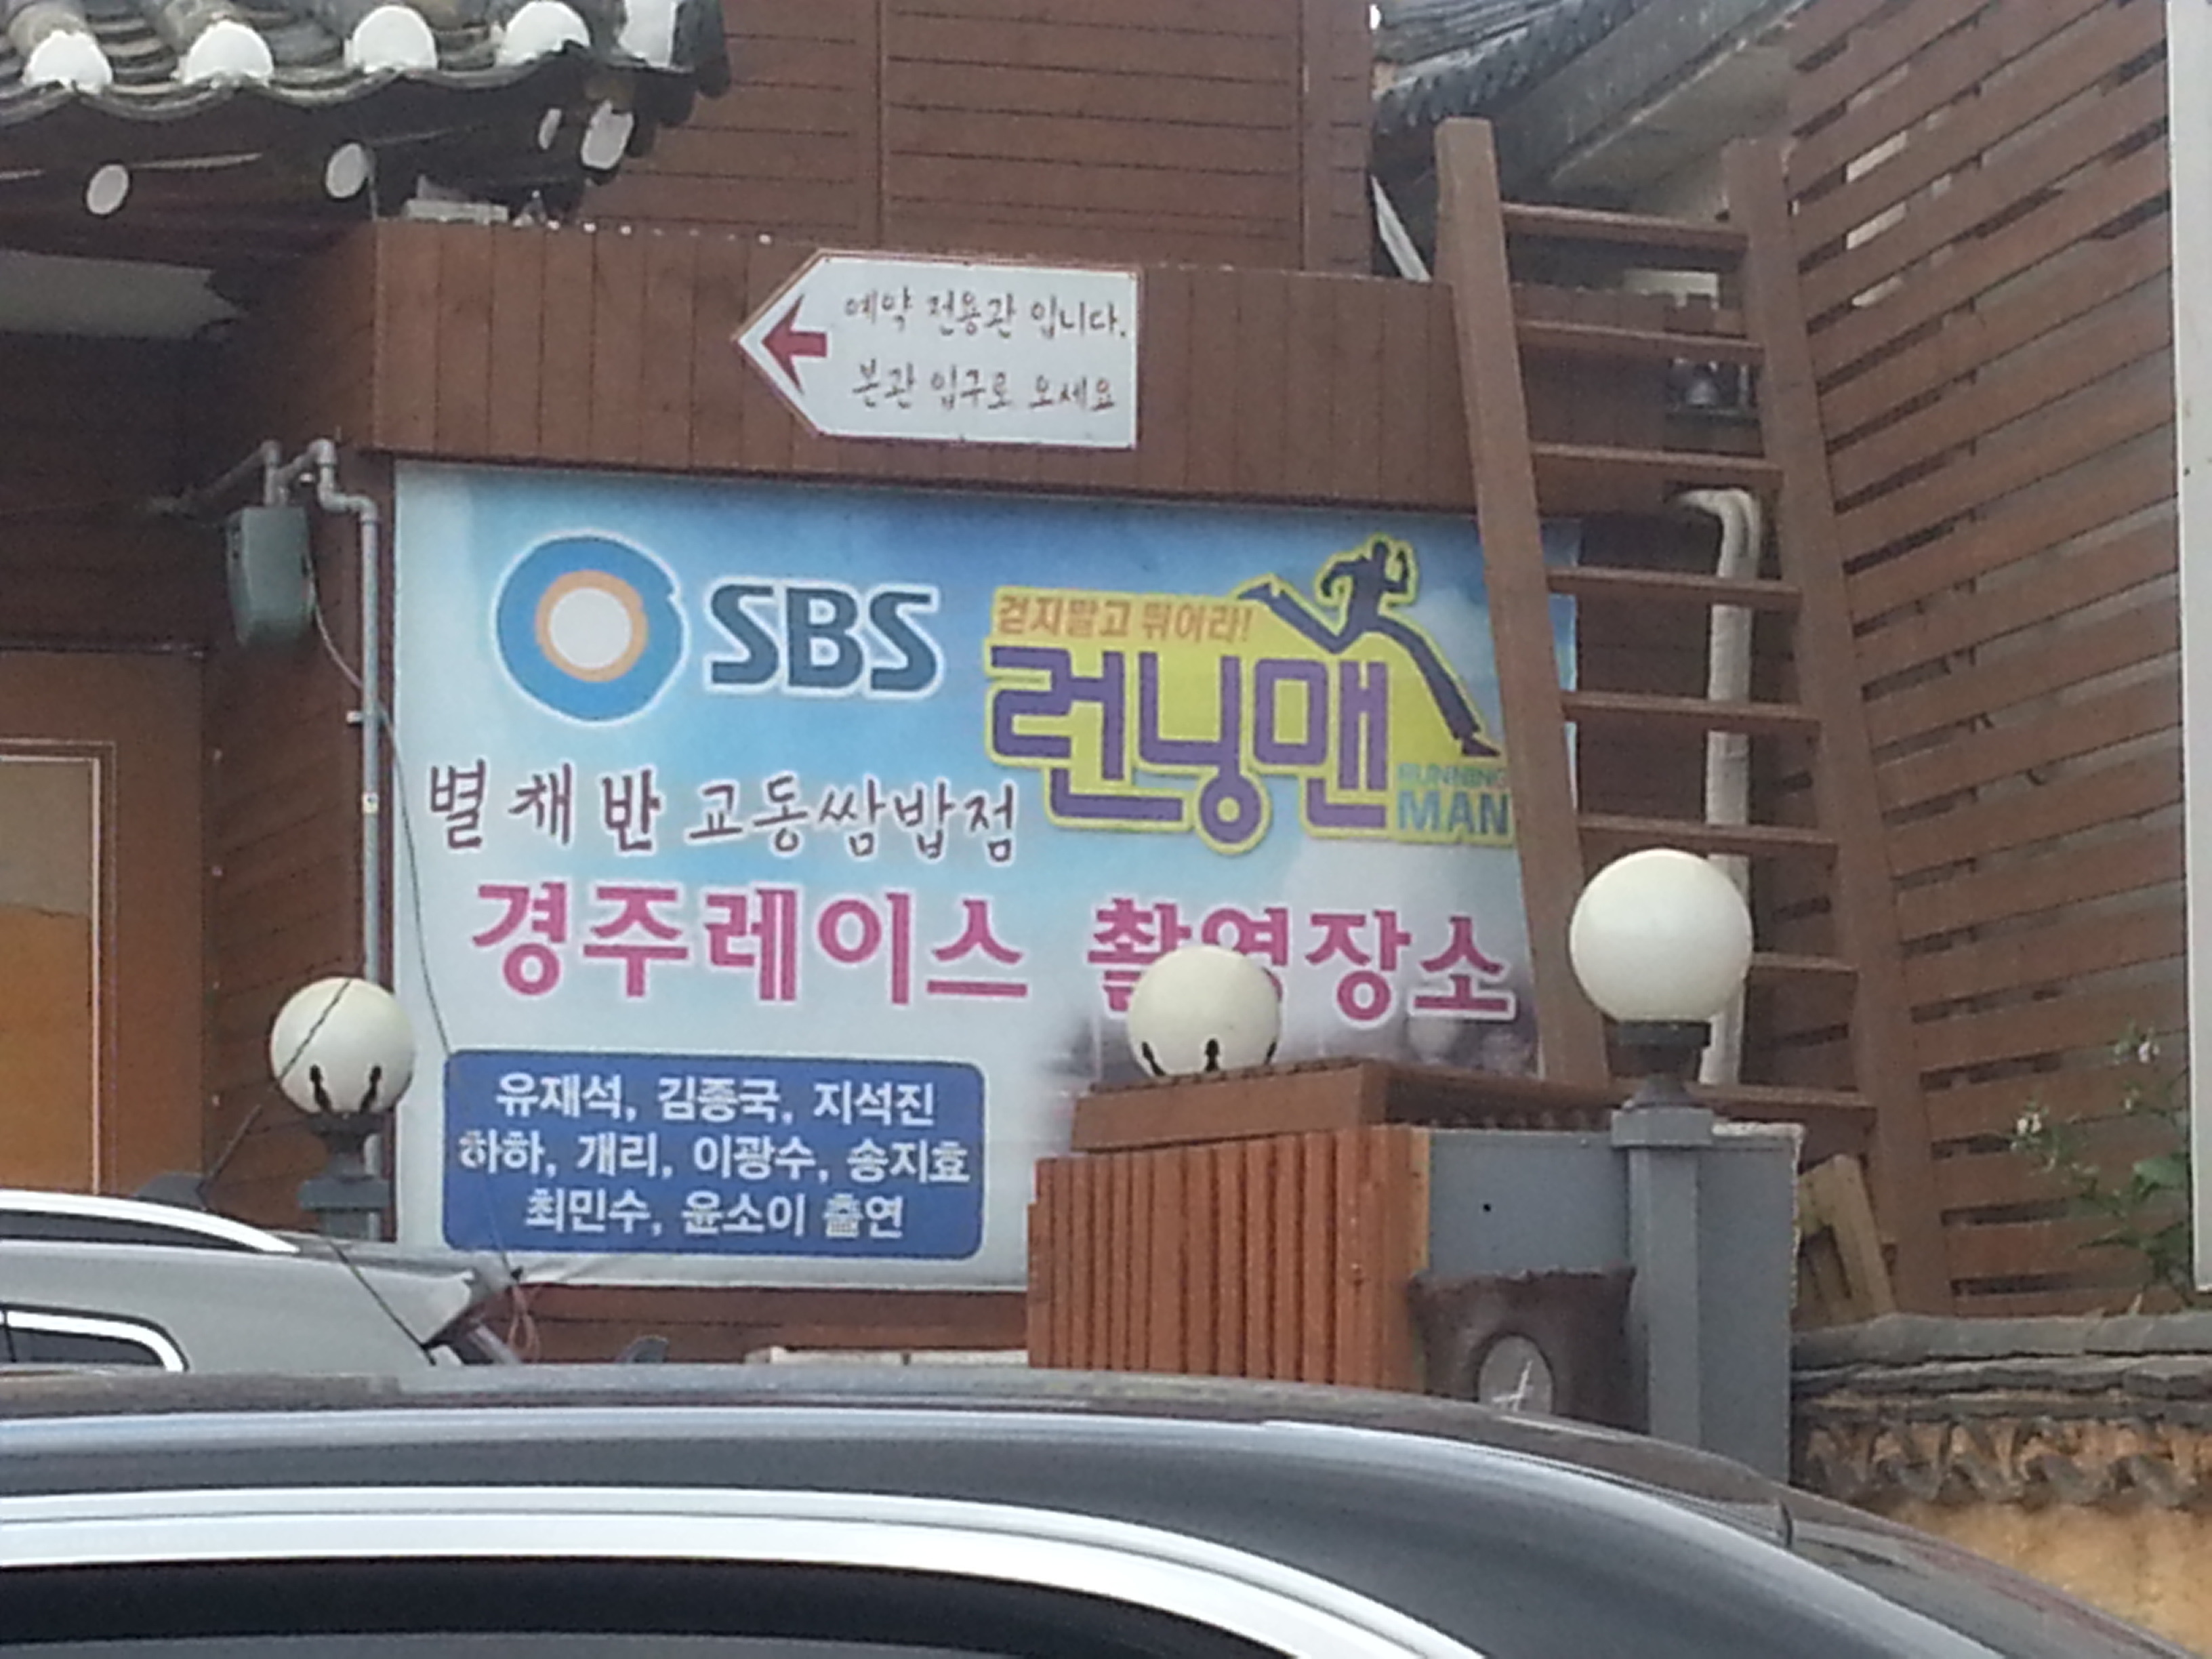 예약 전용관 입니다.
본관 입구로 오세요
SBS
걷지말고 뛰어라!
런닝맨
RUNNING
MAN
별채반 교동쌈밥점
경주레이스 촬영장소
유재석, 김종국, 지석진
하하, 개리, 이광수, 송지효
최민수, 윤소이 출연